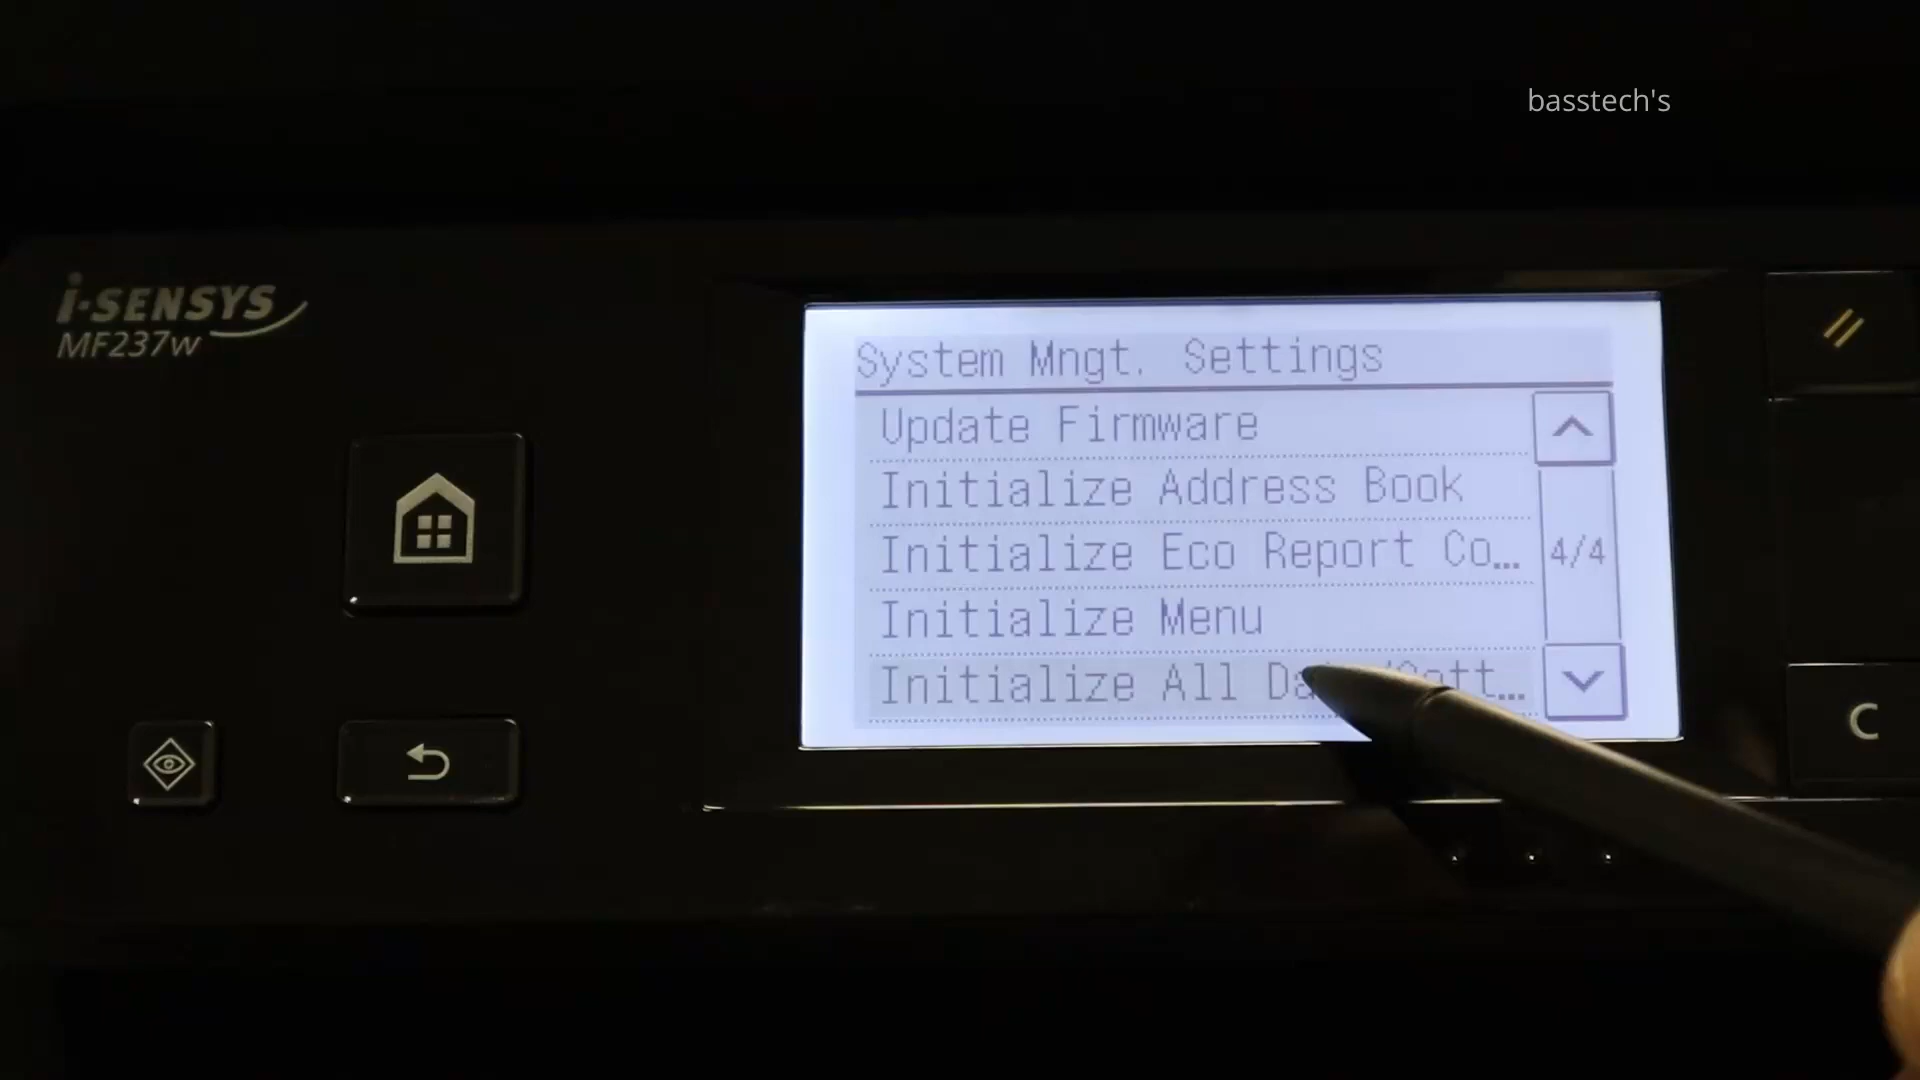 basstech's
i-SENSYS
MF237w
System Mngt. Settings
Update Firmware
Initialize Address Book
Initialize Eco Report Co...
4/4
Initialize Menu
Initialize All
C